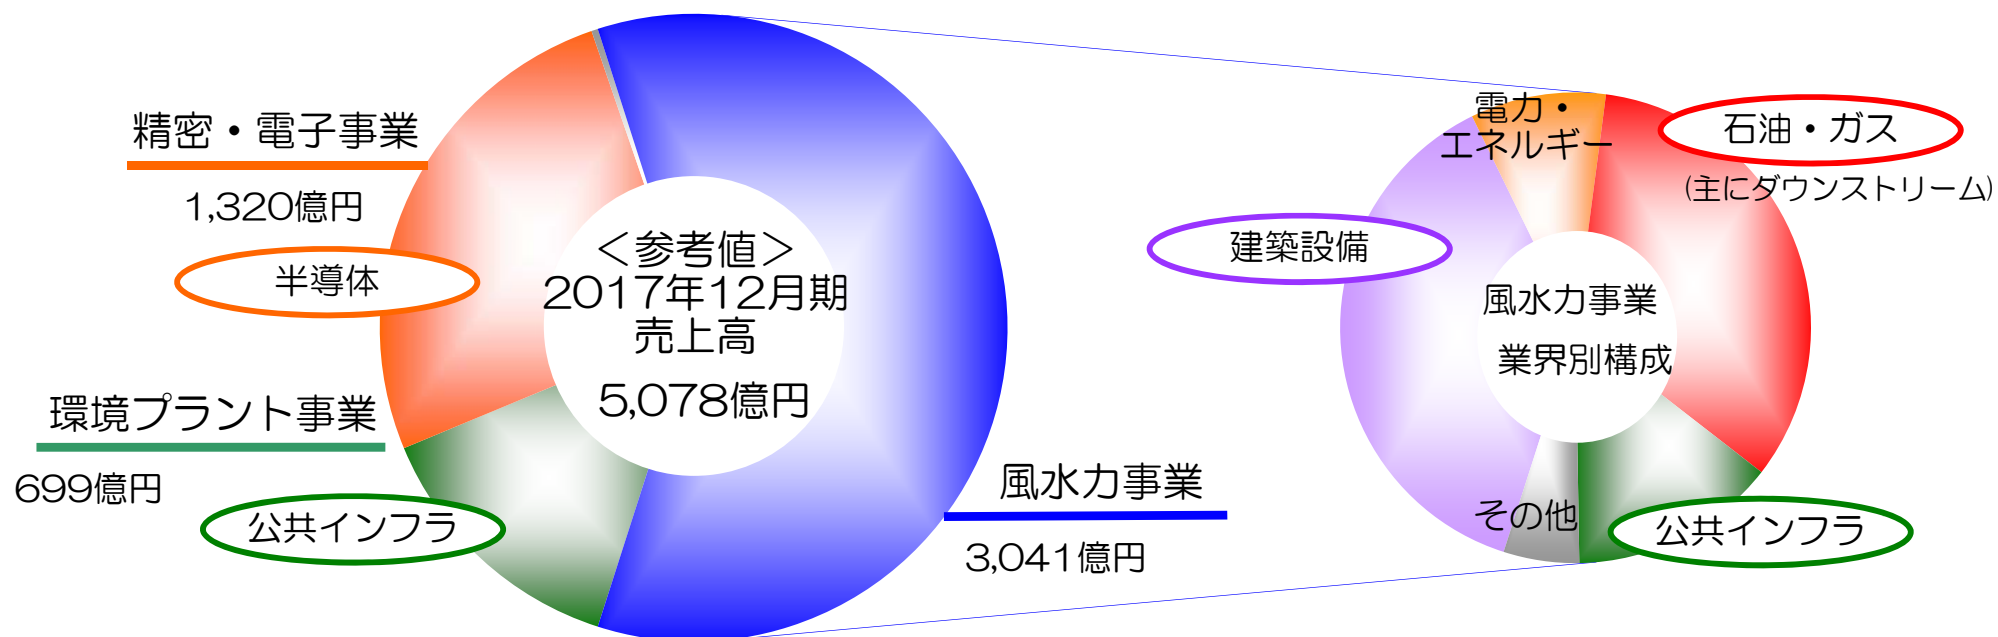 精密・電子事業
1,320億円
半導体
環境プラント事業
699億円
公共インフラ
＜参考値＞
2017年12月期
売上高
5,078億円
風水力事業
3,041億円
電力・
エネルギー
石油・ガス
(主にダウンストリーム)
建築設備
風水力事業
業界別構成
その他
公共インフラ